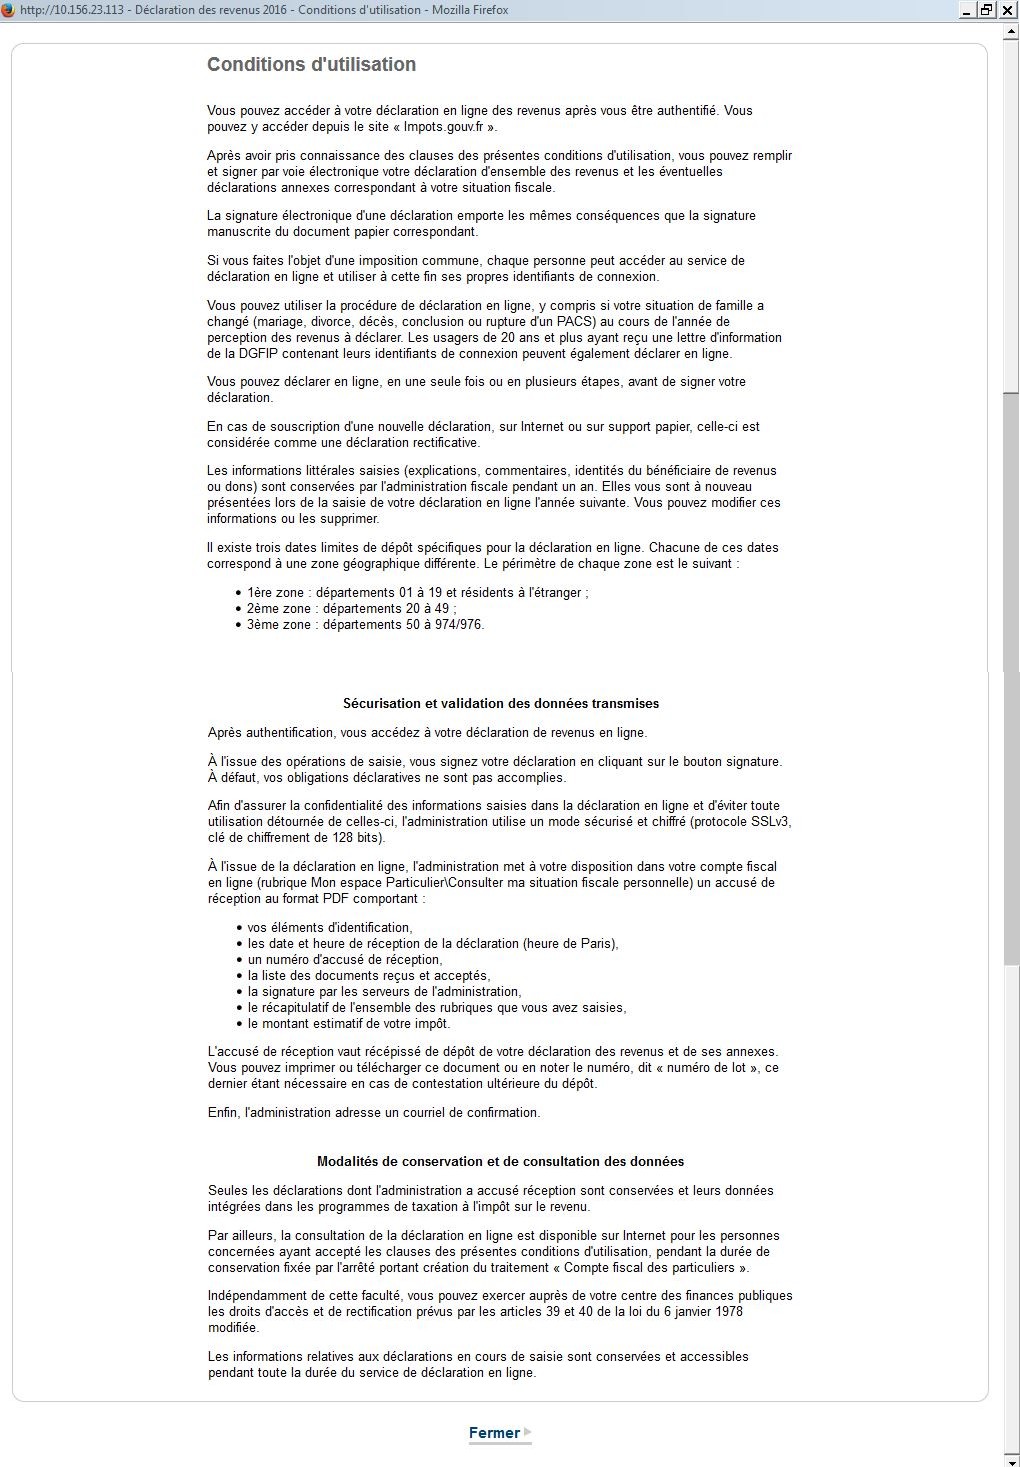 http://10.156.23.113 - Déclaration des revenus 2016 - Conditions d'utilisation - Mozilla Firefox
Conditions d'utilisation
Vous pouvez accéder à votre déclaration en ligne des revenus après vous être authentifié. Vous
pouvez y accéder depuis le site « Impots.gouv.fr ».
Après avoir pris connaissance des clauses des présentes conditions d'utilisation, vous pouvez remplir
et signer par voie électronique votre déclaration d'ensemble des revenus et les éventuelles
déclarations annexes correspondant à votre situation fiscale.
La signature électronique d'une déclaration emporte les mêmes conséquences que la signature
manuscrite du document papier correspondant.
Si vous faites l'objet d'une imposition commune, chaque personne peut accéder au service de
déclaration en ligne et utiliser à cette fin ses propres identifiants de connexion.
Vous pouvez utiliser la procédure de déclaration en ligne, y compris si votre situation de famille a
changé (mariage, divorce, décès, conclusion ou rupture d'un PACS) au cours de l'année de
perception des revenus à déclarer. Les usagers de 20 ans et plus ayant reçu une lettre d'information
de la DGFIP contenant leurs identifiants de connexion peuvent également déclarer en ligne.
Vous pouvez déclarer en ligne, en une seule fois ou en plusieurs étapes, avant de signer votre
déclaration.
En cas de souscription d'une nouvelle déclaration, sur Internet ou sur support papier, celle-ci est
considérée comme une déclaration rectificative.
Les informations littérales saisies (explications, commentaires, identités du bénéficiaire de revenus
ou dons) sont conservées par l'administration fiscale pendant un an. Elles vous sont à nouveau
présentées lors de la saisie de votre déclaration en ligne l'année suivante. Vous pouvez modifier ces
informations ou les supprimer.
Il existe trois dates limites de dépôt spécifiques pour la déclaration en ligne. Chacune de ces dates
correspond à une zone géographique différente. Le périmètre de chaque zone est le suivant :
• 1ère zone : départements 01 à 19 et résidents à l'étranger ;
• 2ème zone : départements 20 à 49 ;
• 3ème zone : départements 50 à 974/976.
Sécurisation et validation des données transmises
Après authentification, vous accédez à votre déclaration de revenus en ligne.
À l'issue des opérations de saisie, vous signez votre déclaration en cliquant sur le bouton signature.
À défaut, vos obligations déclaratives ne sont pas accomplies.
Afin d'assurer la confidentialité des informations saisies dans la déclaration en ligne et d'éviter toute
utilisation détournée de celles-ci, l'administration utilise un mode sécurisé et chiffré (protocole SSLv3,
clé de chiffrement de 128 bits).
À l'issue de la déclaration en ligne, l'administration met à votre disposition dans votre compte fiscal
en ligne (rubrique Mon espace Particulier\Consulter ma situation fiscale personnelle) un accusé de
réception au format PDF comportant :
• vos éléments d'identification,
• les date et heure de réception de la déclaration (heure de Paris),
• un numéro d'accusé de réception,
• la liste des documents reçus et acceptés,
• la signature par les serveurs de l'administration,
• le récapitulatif de l'ensemble des rubriques que vous avez saisies,
• le montant estimatif de votre impôt.
L'accusé de réception vaut récépissé de dépôt de votre déclaration des revenus et de ses annexes.
Vous pouvez imprimer ou télécharger ce document ou en noter le numéro, dit « numéro de lot », ce
dernier étant nécessaire en cas de contestation ultérieure du dépôt.
Enfin, l'administration adresse un courriel de confirmation.
Modalités de conservation et de consultation des données
Seules les déclarations dont l'administration a accusé réception sont conservées et leurs données
intégrées dans les programmes de taxation à l'impôt sur le revenu.
Par ailleurs, la consultation de la déclaration en ligne est disponible sur Internet pour les personnes
concernées ayant accepté les clauses des présentes conditions d'utilisation, pendant la durée de
conservation fixée par l'arrêté portant création du traitement « Compte fiscal des particuliers ».
Indépendamment de cette faculté, vous pouvez exercer auprès de votre centre des finances publiques
les droits d'accès et de rectification prévus par les articles 39 et 40 de la loi du 6 janvier 1978
modifiée.
Les informations relatives aux déclarations en cours de saisie sont conservées et accessibles
pendant toute la durée du service de déclaration en ligne.
Fermer